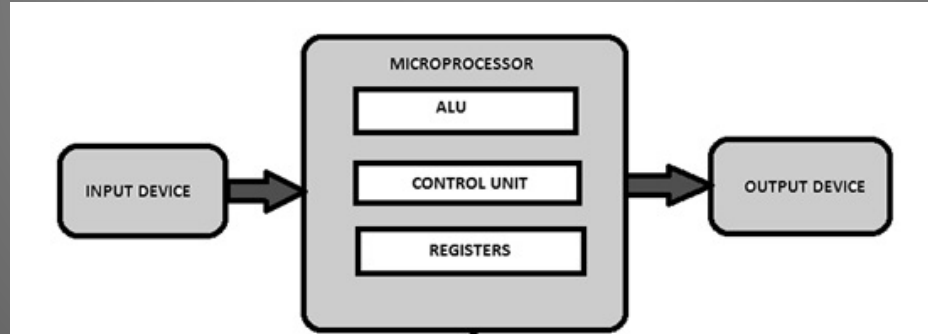 MICROPROCESSOR
ALU
INPUT DEVICE
CONTROL UNIT
OUTPUT DEVICE
REGISTERS